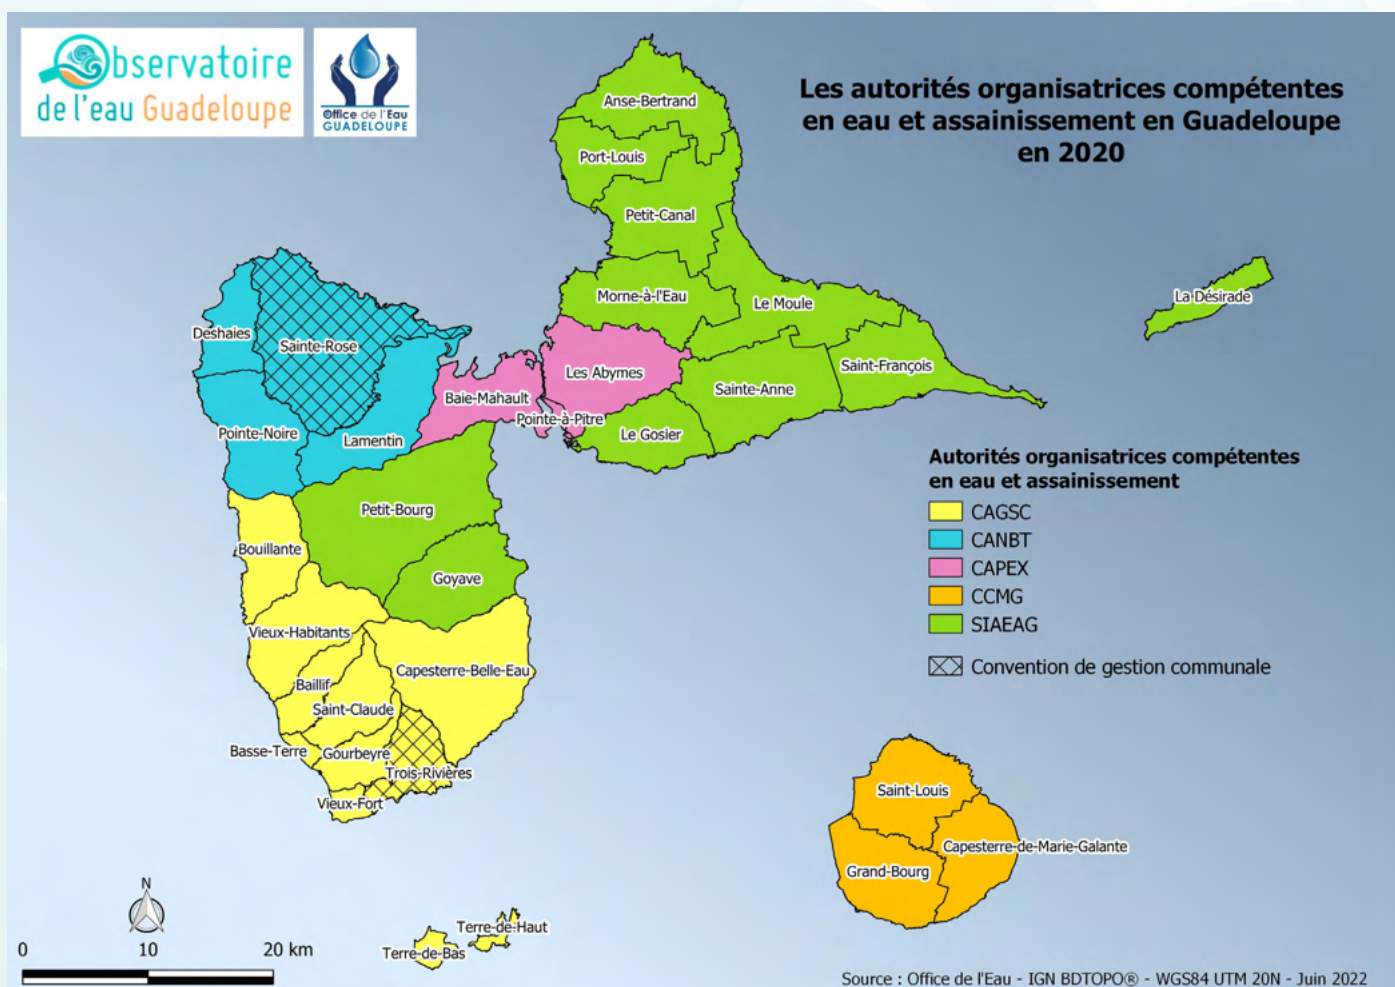 Observatoire
de l'eau Guadeloupe
Office de l'Eau
GUADELOUPE
Les autorités organisatrices compétentes
en eau et assainissement en Guadeloupe
en 2020
Anse-Bertrand
Port-Louis
Petit-Canal
Morne-à-l'Eau
Le Moule
La Désirade
Deshaies
Sainte-Rose
Les Abymes
Saint-François
Sainte-Anne
Baie-Mahault
Pointe-à-Pitre
Pointe-Noire
Lamentin
Le Gosier
Petit-Bourg
Bouillante
Goyave
Vieux-Habitants
Capesterre-Belle-Eau
Baillif
Saint-Claude
Basse-Terre
Gourbeyre
Trois-Rivières
Vieux-Fort
Autorités organisatrices compétentes
en eau et assainissement
CAGSC
CANBT
CAPEX
CCMG
SIAEAG
Convention de gestion communale
Saint-Louis
Capesterre-de-Marie-Galante
Grand-Bourg
Terre-de-Haut
Terre-de-Bas
N
0 10 20 km
Source : Office de l'Eau - IGN BDTOPO® - WGS84 UTM 20N - Juin 2022